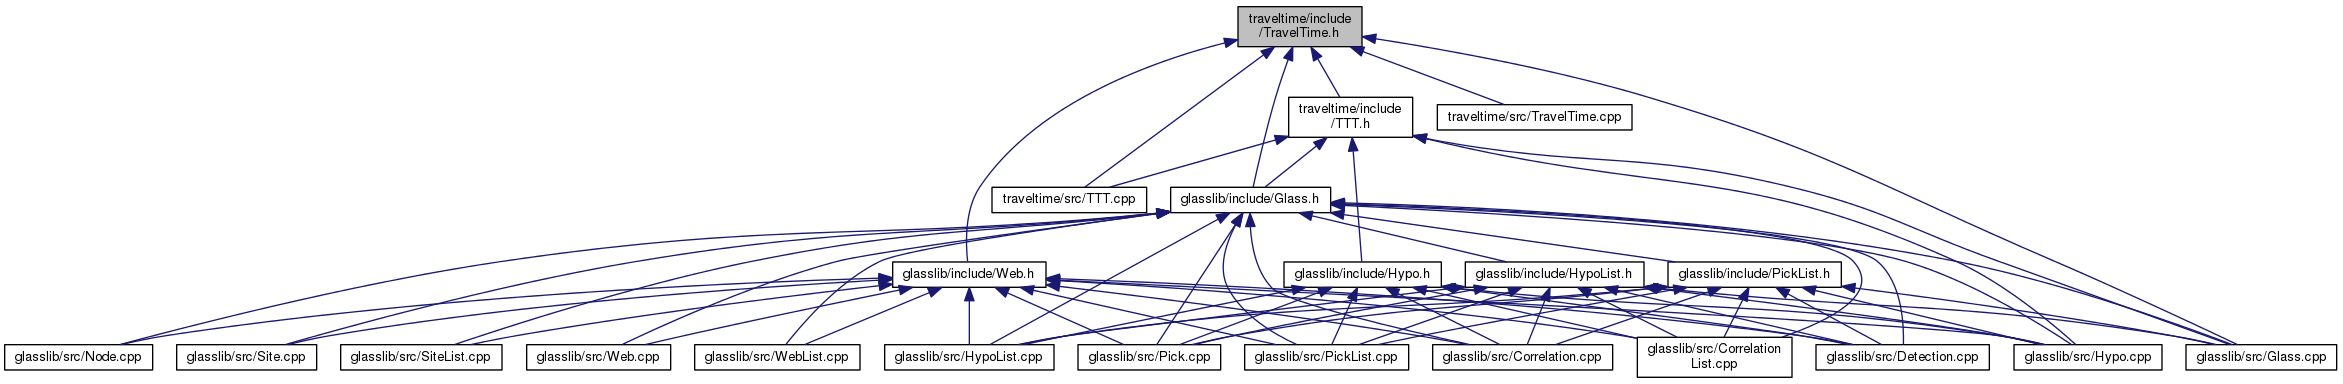 traveltime/include
/TravelTime.h
traveltime/include
/TTT.h
traveltime/src/TravelTime.cpp
traveltime/src/TTT.cpp
glasslib/include/Glass.h
glasslib/include/Web.h
glasslib/include/Hypo.h
glasslib/include/HypoList.h
glasslib/include/PickList.h
glasslib/src/Node.cpp
glasslib/src/Site.cpp
glasslib/src/SiteList.cpp
glasslib/src/Web.cpp
glasslib/src/WebList.cpp
glasslib/src/HypoList.cpp
glasslib/src/Pick.cpp
glasslib/src/PickList.cpp
glasslib/src/Correlation.cpp
glasslib/src/Correlation
List.cpp
glasslib/src/Detection.cpp
glasslib/src/Hypo.cpp
glasslib/src/Glass.cpp